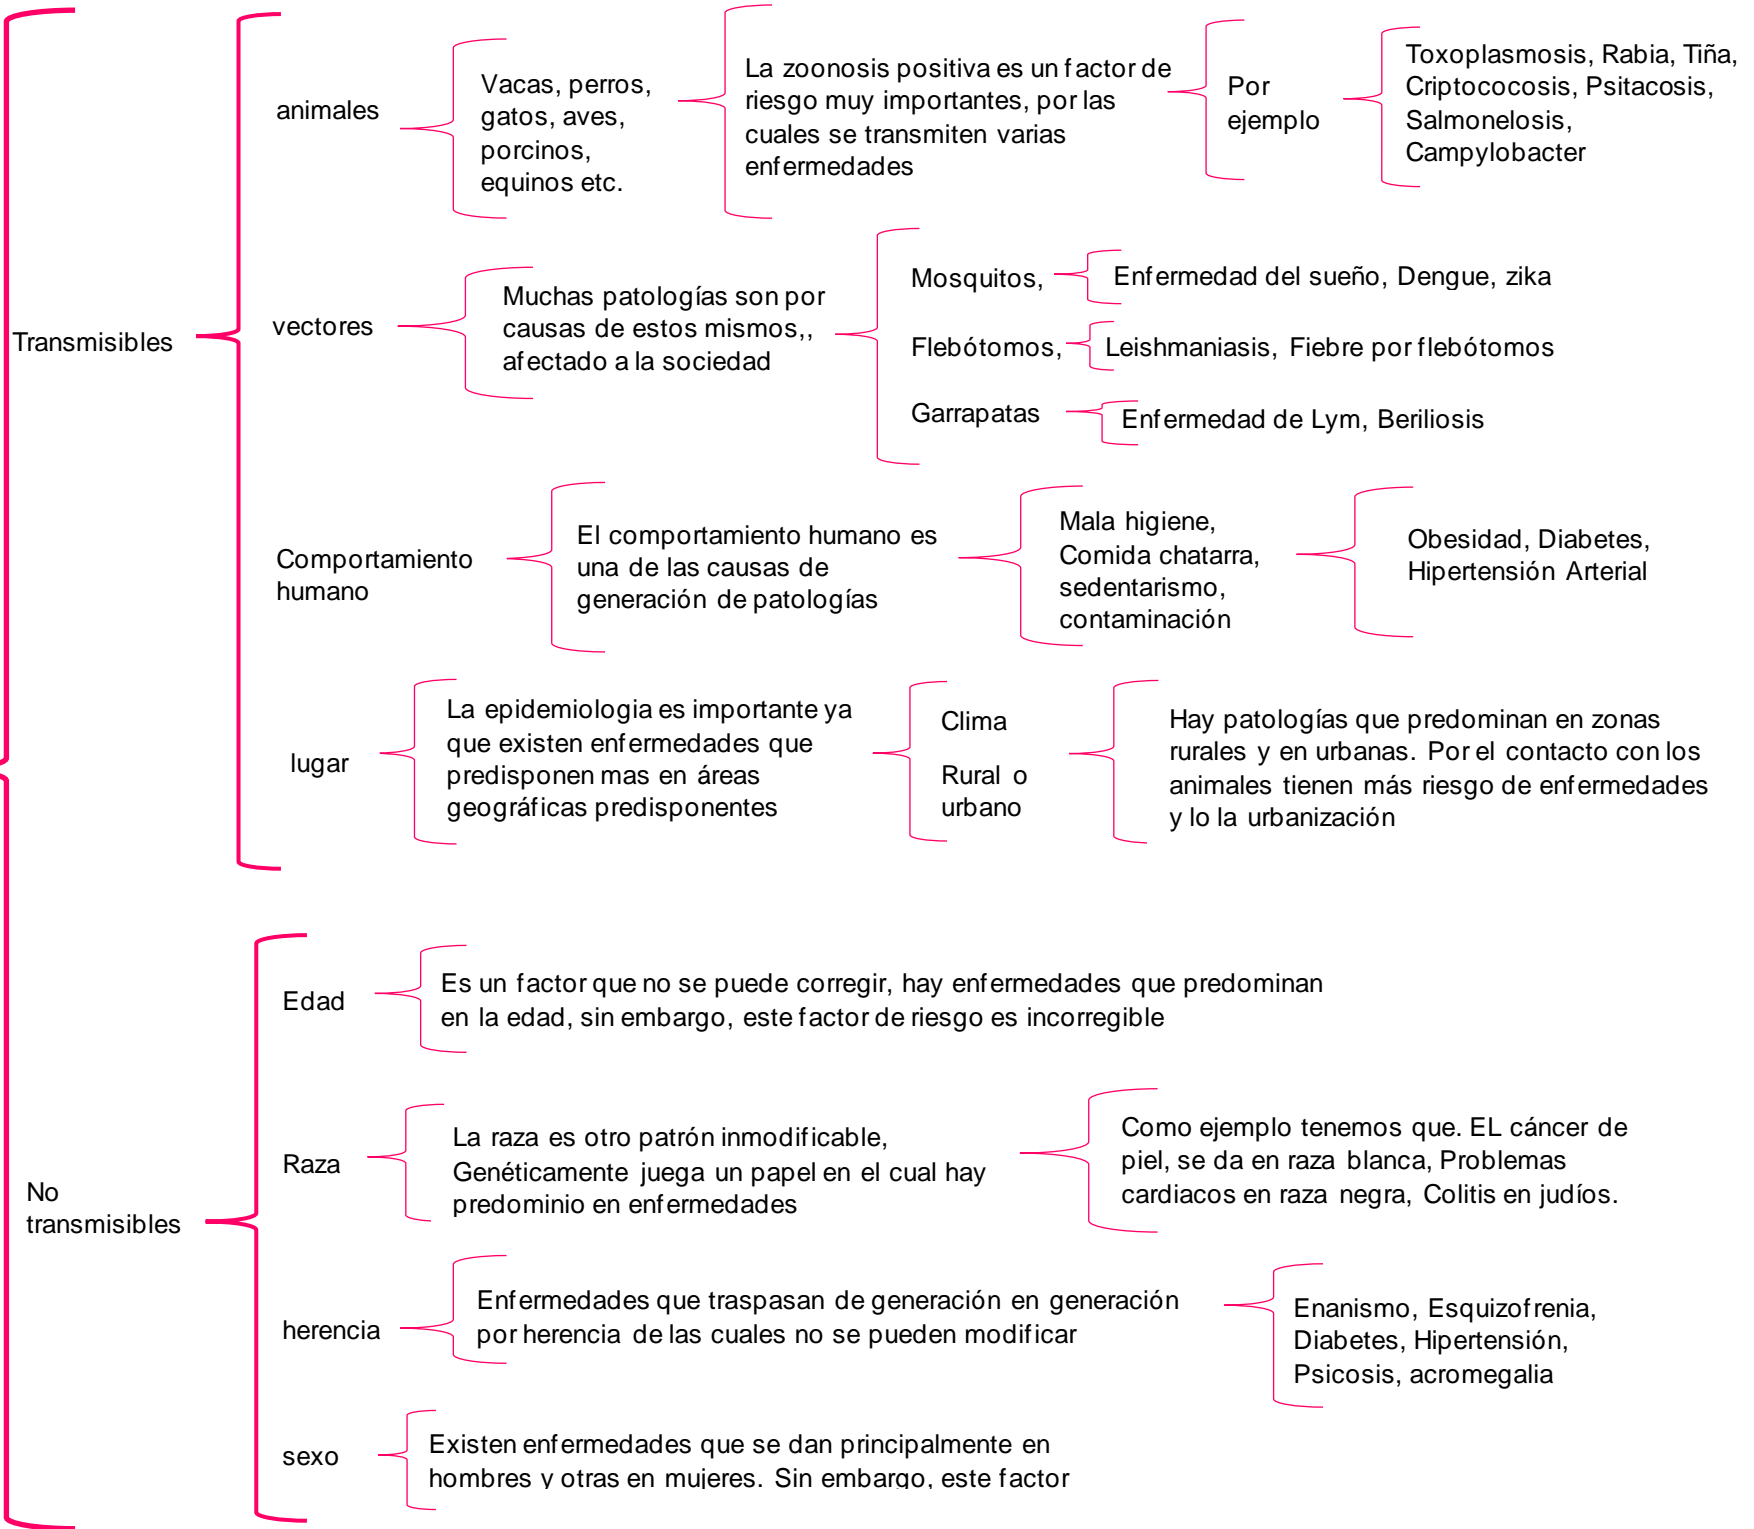 Transmisibles
animales
Vacas, perros,
gatos, aves,
porcinos,
equinos etc.
La zoonosis positiva es un factor de
riesgo muy importantes, por las
cuales se transmiten varias
enfermedades
Por
ejemplo
Toxoplasmosis, Rabia, Tiña,
Criptococosis, Psitacosis,
Salmonelosis,
Campylobacter
vectores
Muchas patologías son por
causas de estos mismos,,
afectado a la sociedad
Mosquitos,
Enfermedad del sueño, Dengue, zika
Flebótomos,
Leishmaniasis, Fiebre por flebótomos
Garrapatas
Enfermedad de Lym, Beriliosis
Comportamiento
humano
El comportamiento humano es
una de las causas de
generación de patologías
Mala higiene,
Comida chatarra,
sedentarismo,
contaminación
Obesidad, Diabetes,
Hipertensión Arterial
lugar
La epidemiologia es importante ya
que existen enfermedades que
predisponen mas en áreas
geográficas predisponentes
Clima
Rural o
urbano
Hay patologías que predominan en zonas
rurales y en urbanas. Por el contacto con los
animales tienen más riesgo de enfermedades
y lo la urbanización
No
transmisibles
Edad
Es un factor que no se puede corregir, hay enfermedades que predominan
en la edad, sin embargo, este factor de riesgo es incorregible
Raza
La raza es otro patrón inmodificable,
Genéticamente juega un papel en el cual hay
predominio en enfermedades
Como ejemplo tenemos que. EL cáncer de
piel, se da en raza blanca, Problemas
cardiacos en raza negra, Colitis en judíos.
herencia
Enfermedades que traspasan de generación en generación
por herencia de las cuales no se pueden modificar
Enanismo, Esquizofrenia,
Diabetes, Hipertensión,
Psicosis, acromegalia
sexo
Existen enfermedades que se dan principalmente en
hombres y otras en mujeres. Sin embargo, este factor